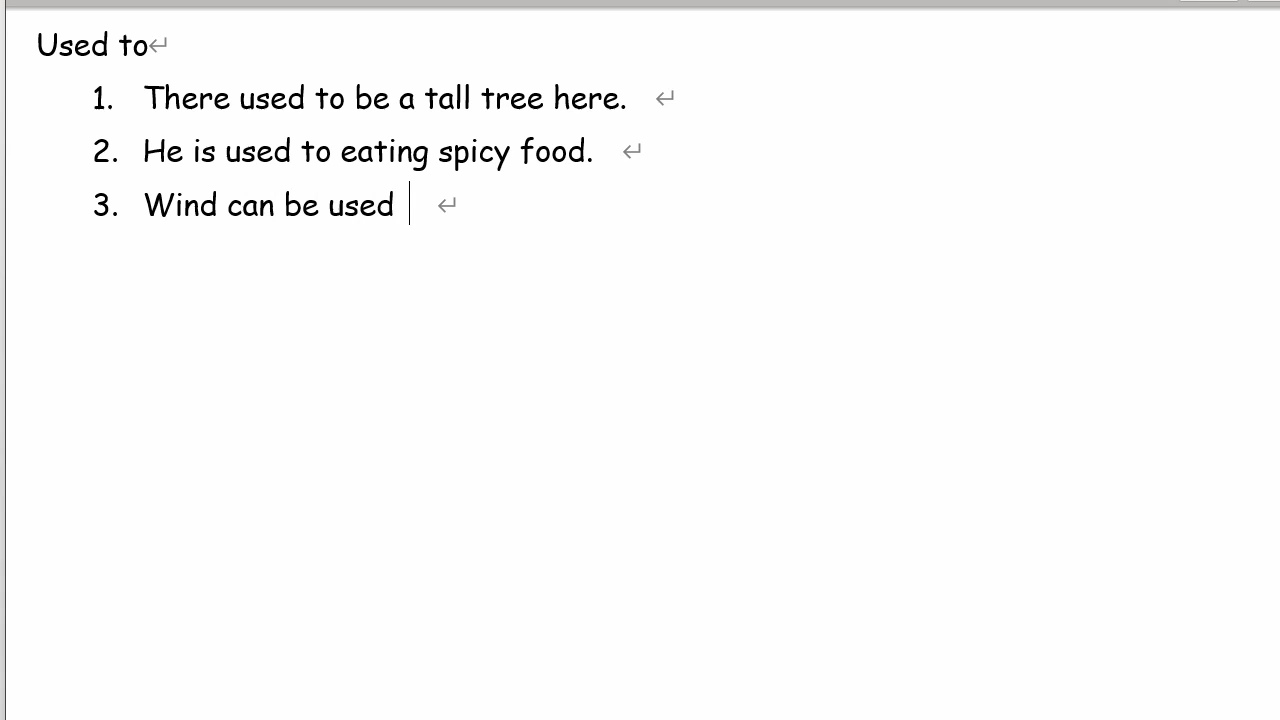 Used to
1. There used to be a tall tree here.
2. He is used to eating spicy food.
3. Wind can be used